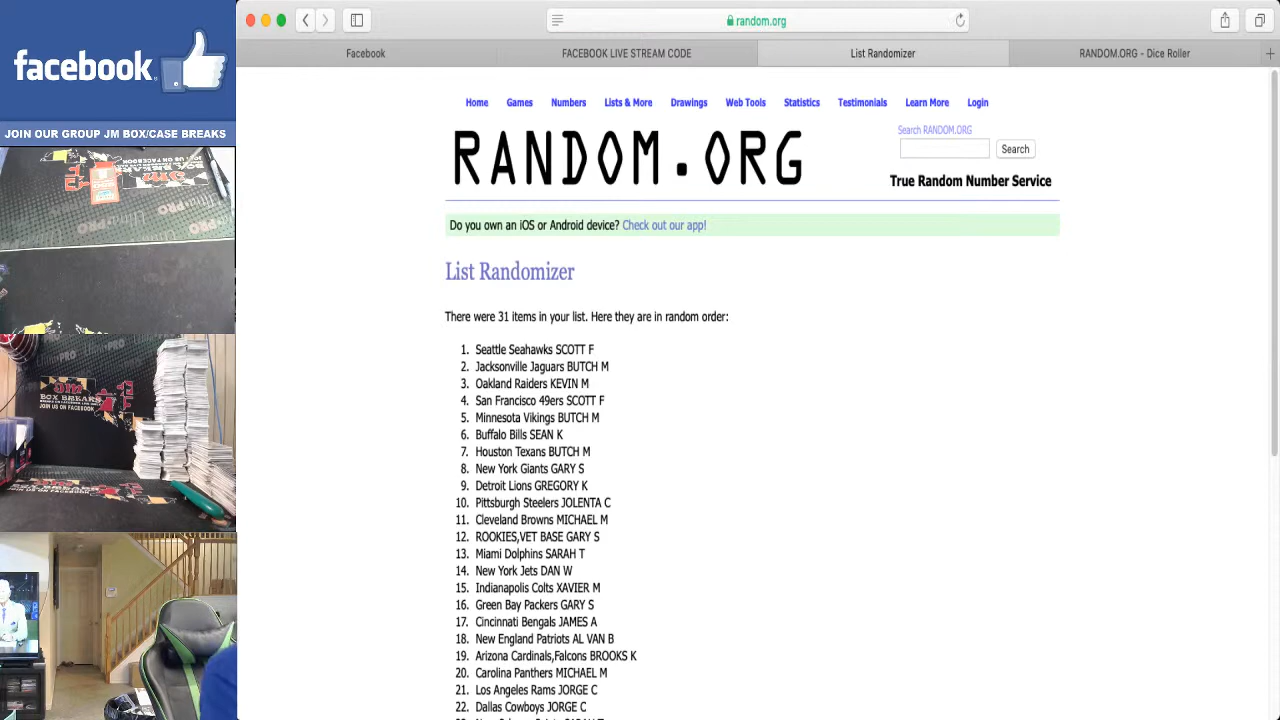 facebook
JOIN OUR GROUP JM BOX/CASE BREAKS
BOX BREAKS
JOIN US ON FACEBOOK
random.org
Facebook
FACEBOOK LIVE STREAM CODE
List Randomizer
RANDOM.ORG - Dice Roller
Home Games Numbers Lists & More Drawings Web Tools Statistics Testimonials Learn More Login
RANDOM.ORG
Search RANDOM.ORG
Search
True Random Number Service
Do you own an iOS or Android device? Check out our app!
List Randomizer
There were 31 items in your list. Here they are in random order:
1. Seattle Seahawks SCOTT F
2. Jacksonville Jaguars BUTCH M
3. Oakland Raiders KEVIN M
4. San Francisco 49ers SCOTT F
5. Minnesota Vikings BUTCH M
6. Buffalo Bills SEAN K
7. Houston Texans BUTCH M
8. New York Giants GARY S
9. Detroit Lions GREGORY K
10. Pittsburgh Steelers JOLENTA C
11. Cleveland Browns MICHAEL M
12. ROOKIES,VET BASE GARY S
13. Miami Dolphins SARAH T
14. New York Jets DAN W
15. Indianapolis Colts XAVIER M
16. Green Bay Packers GARY S
17. Cincinnati Bengals JAMES A
18. New England Patriots AL VAN B
19. Arizona Cardinals,Falcons BROOKS K
20. Carolina Panthers MICHAEL M
21. Los Angeles Rams JORGE C
22. Dallas Cowboys JORGE C